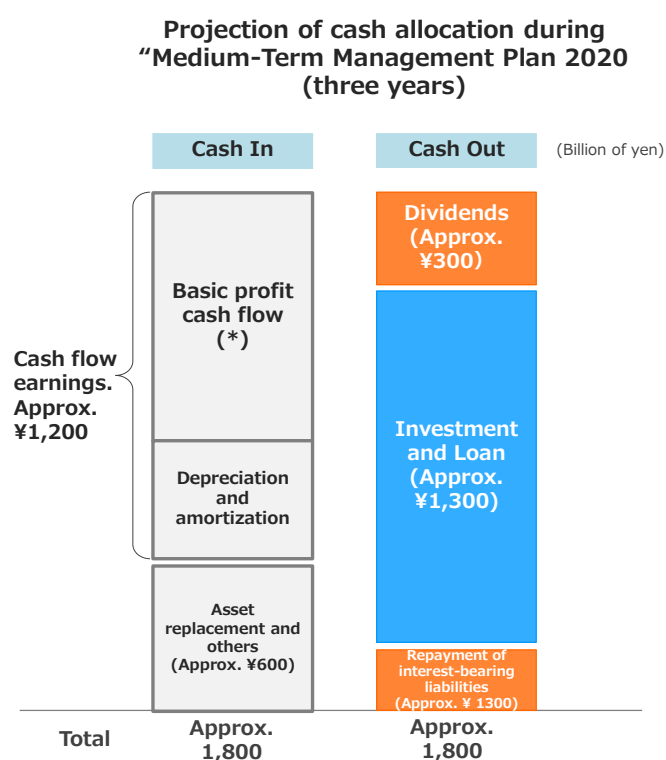 Projection of cash allocation during
“Medium-Term Management Plan 2020
(three years)
Cash In
Cash Out
(Billion of yen)
Cash flow
earnings.
Approx.
¥1,200
Basic profit
cash flow
(*)
Depreciation
and
amortization
Asset
replacement and
others
(Approx. ¥600)
Dividends
(Approx.
¥300)
Investment
and Loan
(Approx.
¥1,300)
Repayment of
interest-bearing
liabilities
(Approx. ¥ 1300)
Total
Approx.
1,800
Approx.
1,800